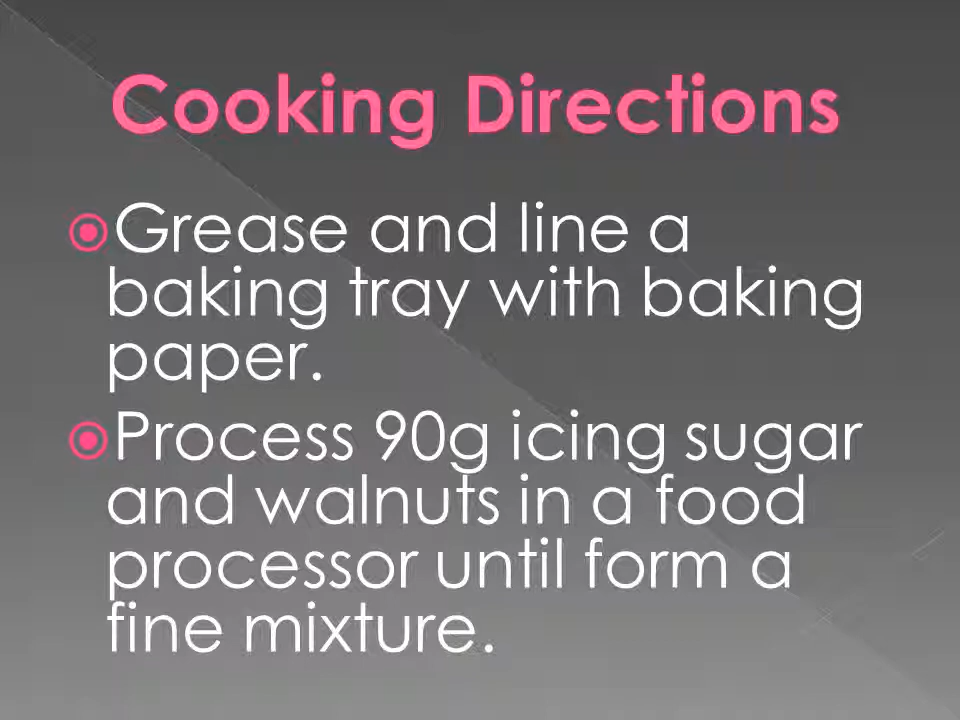 Cooking Directions
Grease and line a
baking tray with baking
paper.
Process 90g icing sugar
and walnuts in a food
processor until form a
fine mixture.